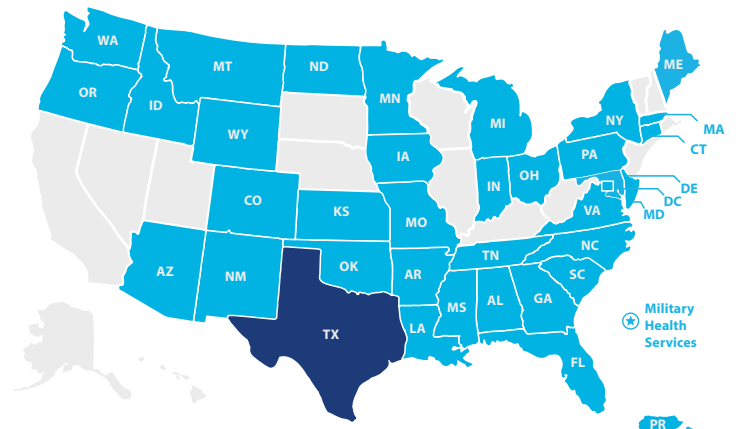 WA
MT
ND
ME
OR
ID
MN
NY
MI
MA
WY
CT
IA
PA
OH
IN
DE
CO
DC
KS
MO
VA
MD
NC
TN
AZ
NM
OK
AR
SC
MS
AL
GA
Military
Health
Services
TX
LA
FL
PR